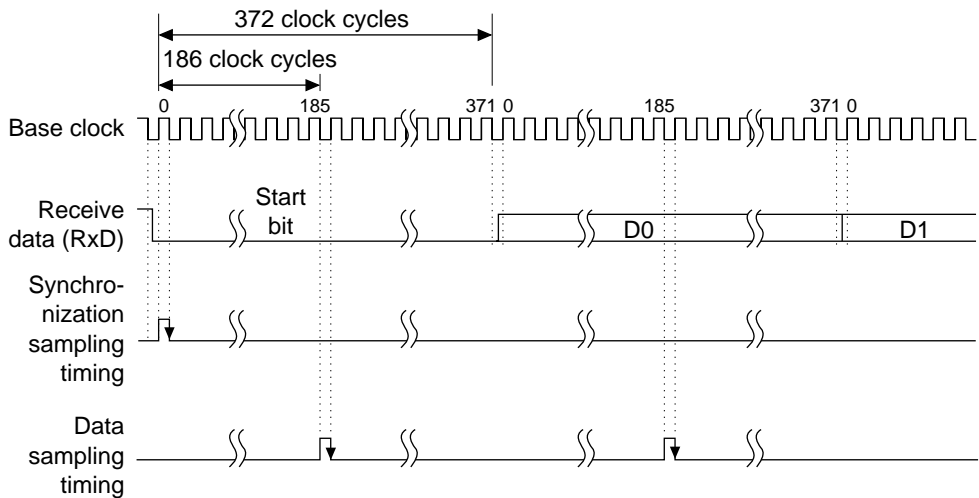 372 clock cycles
186 clock cycles
0 185 371 0 185 371 0
Base clock
Start
bit
Receive
data (RxD)
D0 D1
Synchro-
nization
sampling
timing
Data
sampling
timing